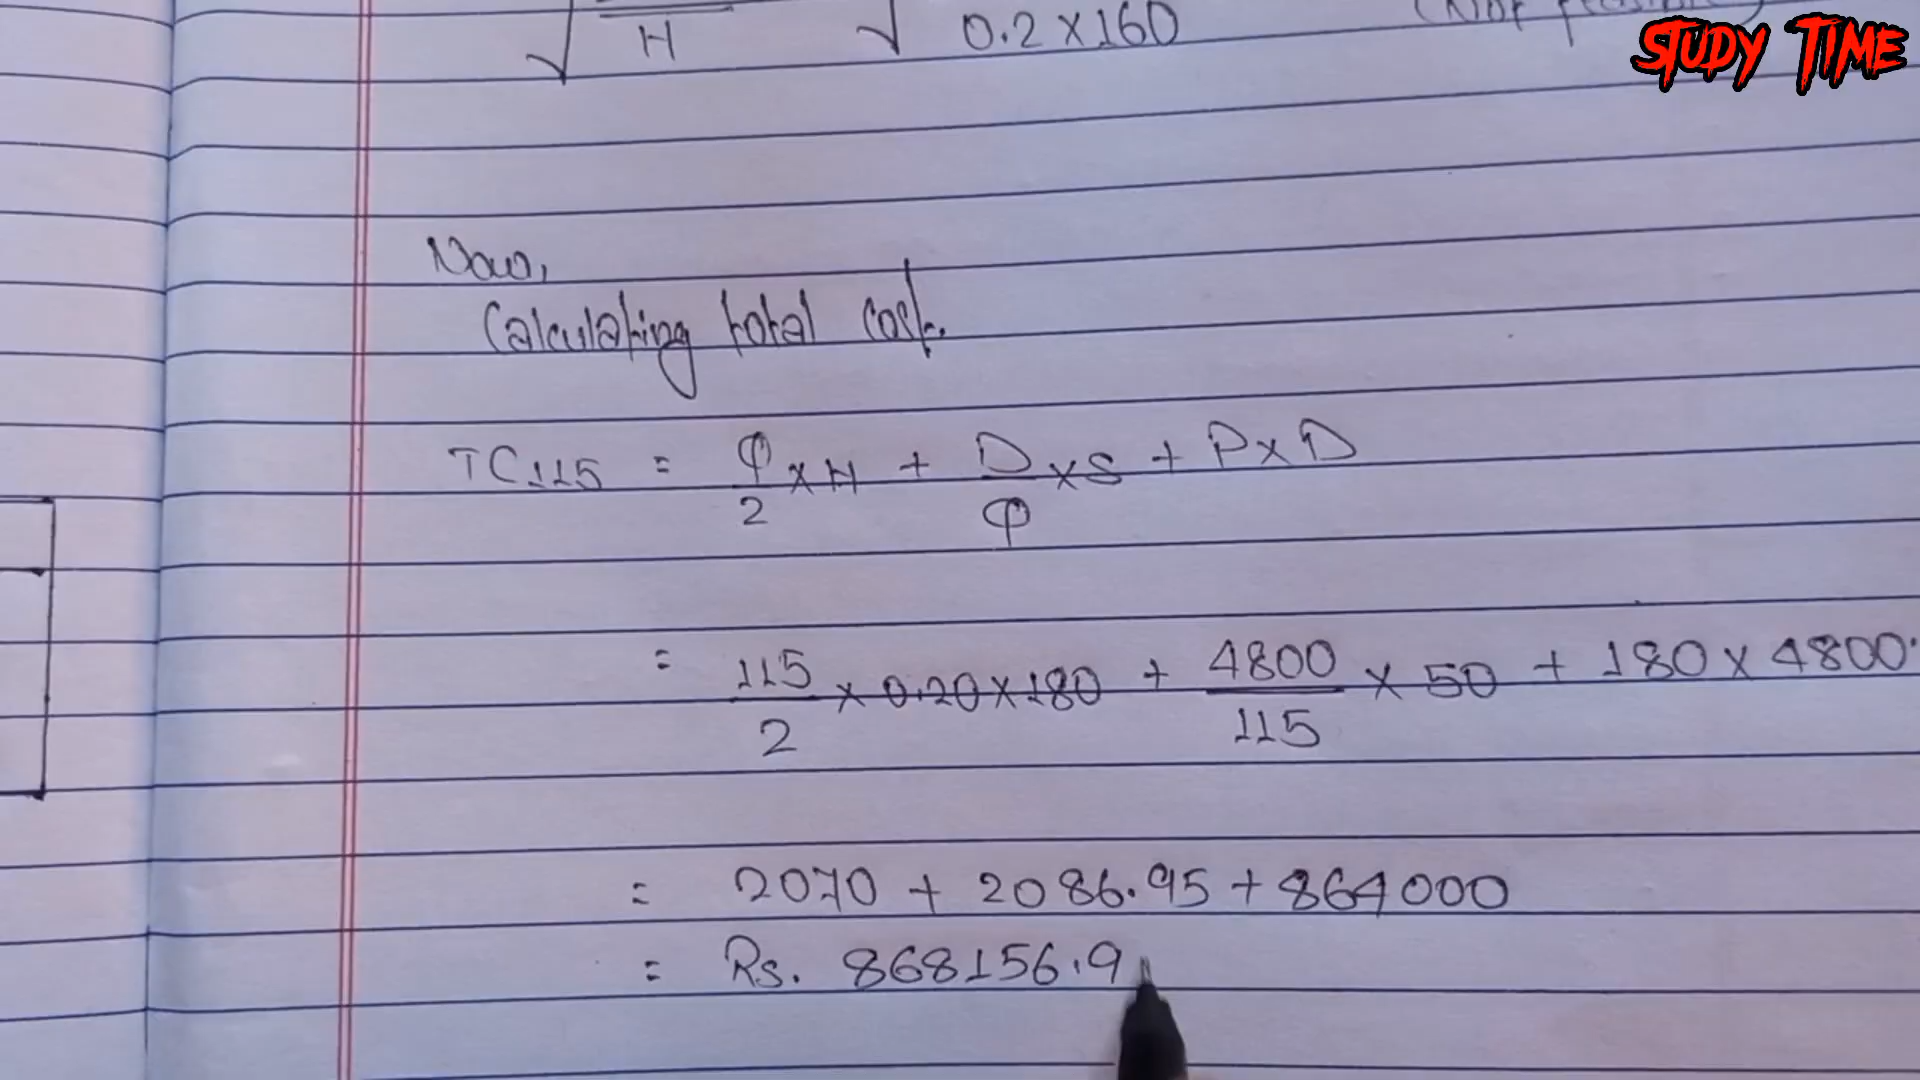 STUDY TIME
√ H √ 0.2×160
Now,
Calculating total cost.
TC115 = Q/2 × H + D/Q × S + P×D
= 115/2 × 0.20×180 + 4800/115 × 50 + 180 × 4800.
= 2070 + 2086.95 + 864000
= Rs. 868156.9